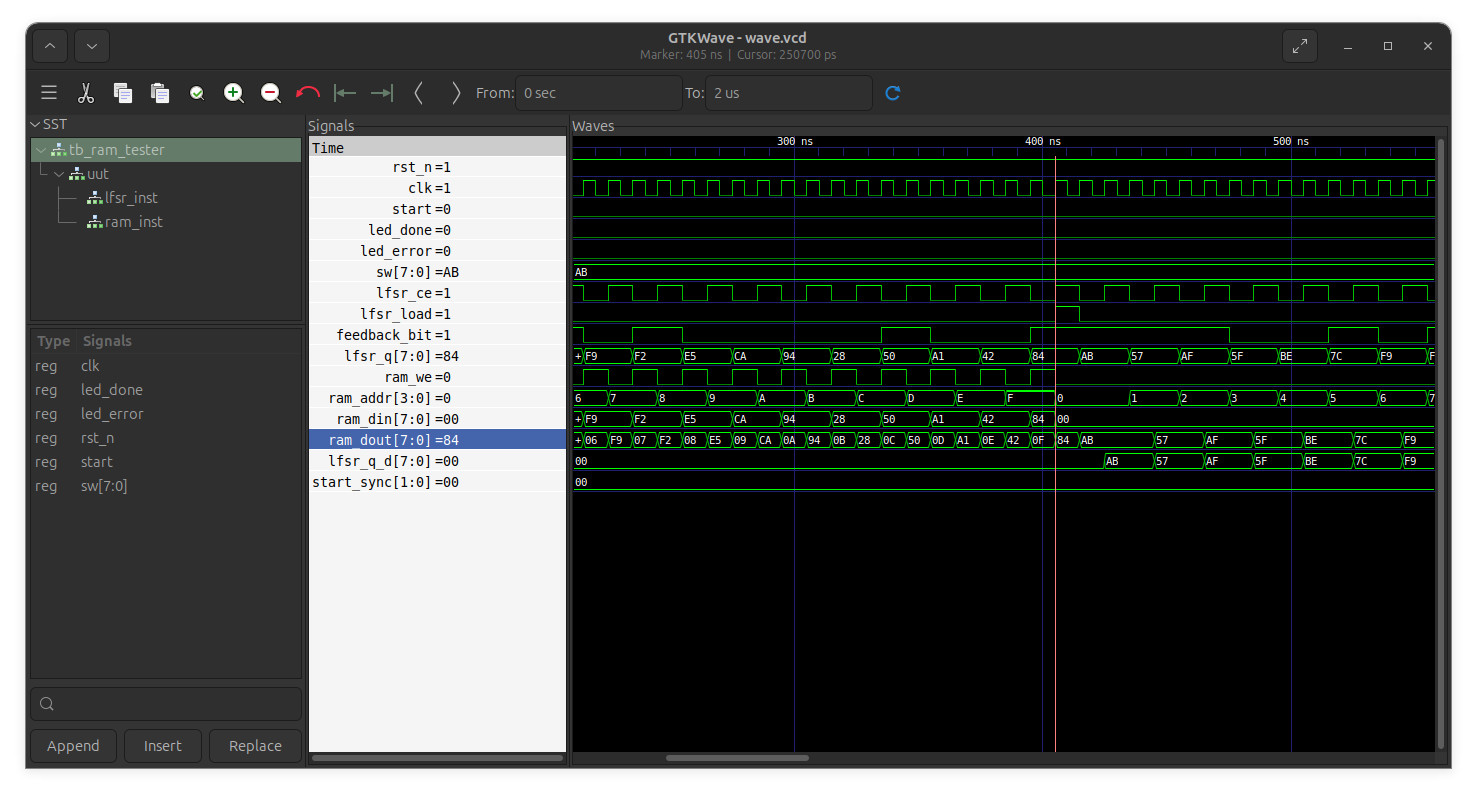 GTKWave - wave.vcd
Marker: 405 ns | Cursor: 250700 ps
From: 0 sec To: 2 us
SST
tb_ram_tester
uut
lfsr_inst
ram_inst
Type Signals
reg clk
reg led_done
reg led_error
reg rst_n
reg start
reg sw[7:0]
Append Insert Replace
Signals
Time
rst_n=1
clk=1
start=0
led_done=0
led_error=0
sw[7:0]=AB
lfsr_ce=1
lfsr_load=1
feedback_bit=1
lfsr_q[7:0]=84
ram_we=0
ram_addr[3:0]=0
ram_din[7:0]=00
ram_dout[7:0]=84
lfsr_q_d[7:0]=00
start_sync[1:0]=00
Waves
300 ns 400 ns 500 ns
AB
+ F9 F2 E5 CA 94 28 50 A1 42 84 AB 57 AF 5F BE 7C F9 F
6 7 8 9 A B C D E F 0 1 2 3 4 5 6 7
+ F9 F2 E5 CA 94 28 50 A1 42 84 00
+ 06 F9 07 F2 08 E5 09 CA 0A 94 0B 28 0C 50 0D A1 0E 42 0F 84 AB 57 AF 5F BE 7C F9
00 AB 57 AF 5F BE 7C F9
00